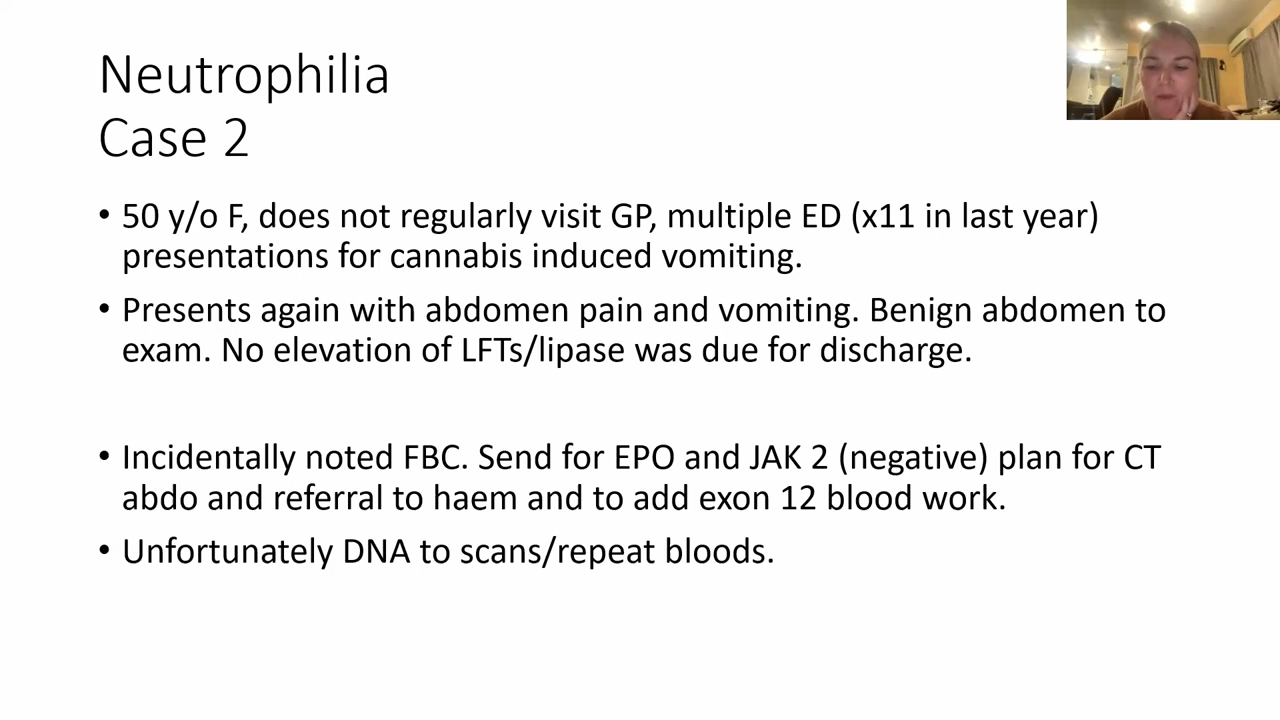 Neutrophilia
Case 2
• 50 y/o F, does not regularly visit GP, multiple ED (x11 in last year)
presentations for cannabis induced vomiting.
• Presents again with abdomen pain and vomiting. Benign abdomen to
exam. No elevation of LFTs/lipase was due for discharge.
• Incidentally noted FBC. Send for EPO and JAK 2 (negative) plan for CT
abdo and referral to haem and to add exon 12 blood work.
• Unfortunately DNA to scans/repeat bloods.